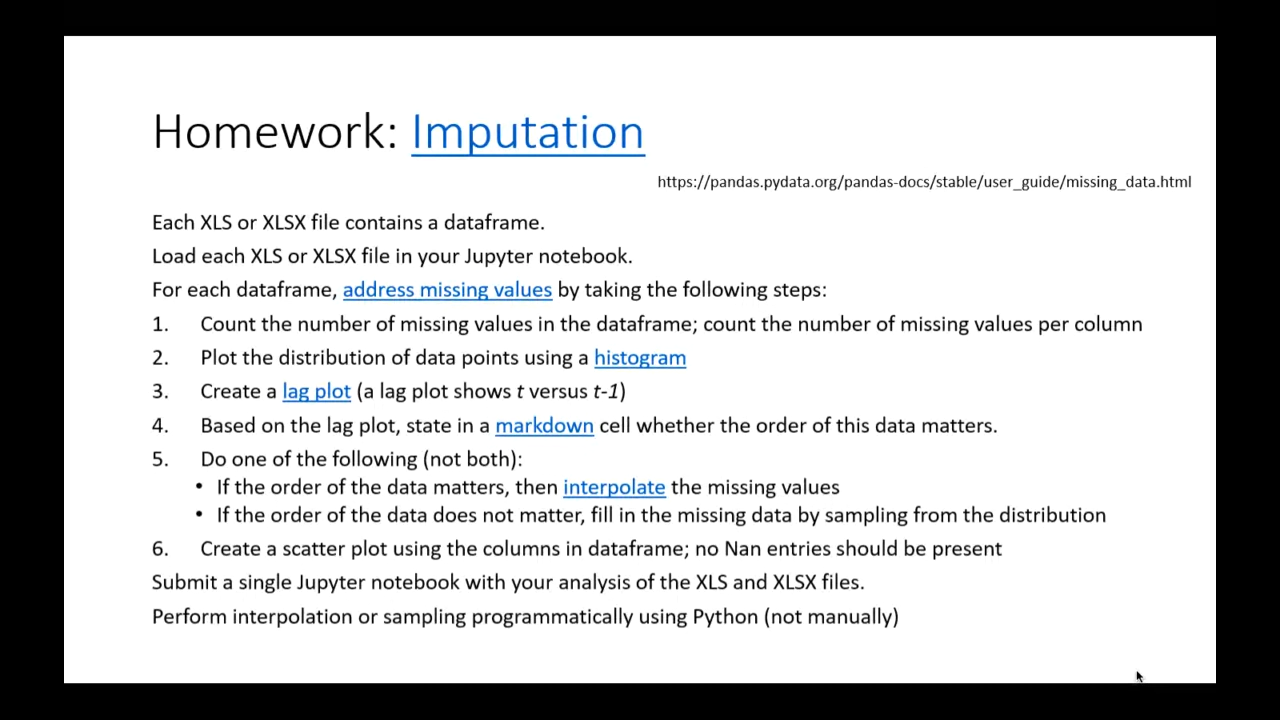 Homework: Imputation
https://pandas.pydata.org/pandas-docs/stable/user_guide/missing_data.html
Each XLS or XLSX file contains a dataframe.
Load each XLS or XLSX file in your Jupyter notebook.
For each dataframe, address missing values by taking the following steps:
1. Count the number of missing values in the dataframe; count the number of missing values per column
2. Plot the distribution of data points using a histogram
3. Create a lag plot (a lag plot shows t versus t-1)
4. Based on the lag plot, state in a markdown cell whether the order of this data matters.
5. Do one of the following (not both):
• If the order of the data matters, then interpolate the missing values
• If the order of the data does not matter, fill in the missing data by sampling from the distribution
6. Create a scatter plot using the columns in dataframe; no Nan entries should be present
Submit a single Jupyter notebook with your analysis of the XLS and XLSX files.
Perform interpolation or sampling programmatically using Python (not manually)